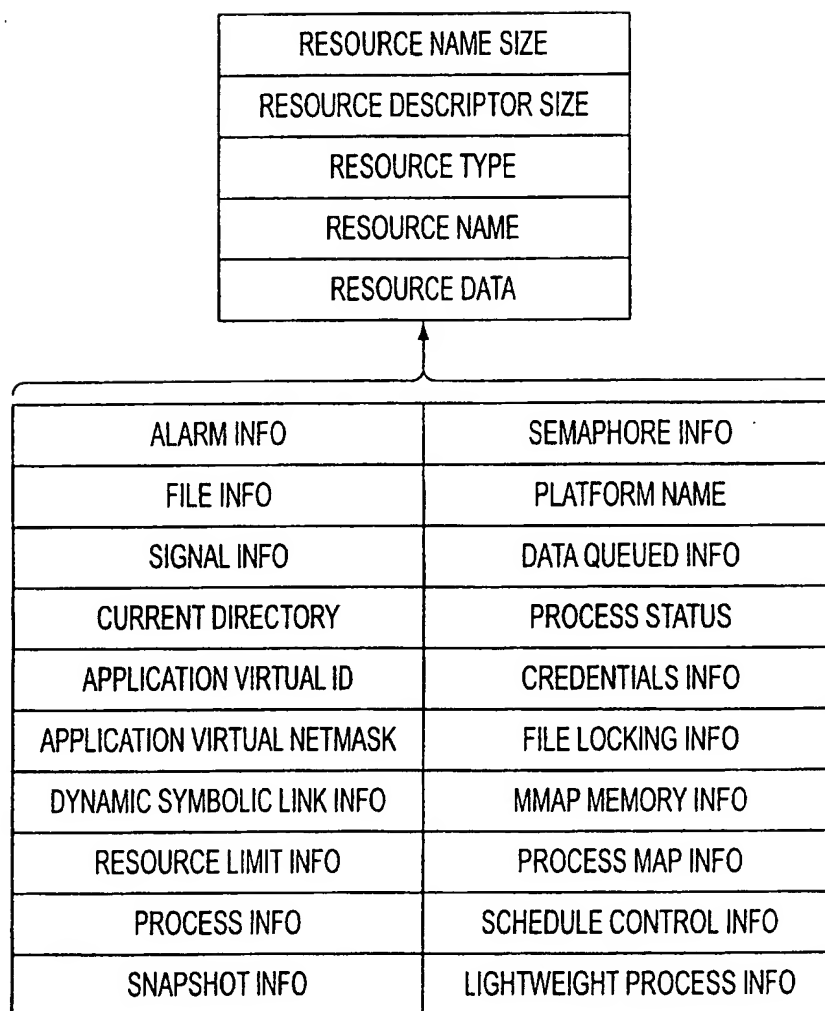 RESOURCE NAME SIZE
RESOURCE DESCRIPTOR SIZE
RESOURCE TYPE
RESOURCE NAME
RESOURCE DATA
ALARM INFO SEMAPHORE INFO
FILE INFO PLATFORM NAME
SIGNAL INFO DATA QUEUED INFO
CURRENT DIRECTORY PROCESS STATUS
APPLICATION VIRTUAL ID CREDENTIALS INFO
APPLICATION VIRTUAL NETMASK FILE LOCKING INFO
DYNAMIC SYMBOLIC LINK INFO MMAP MEMORY INFO
RESOURCE LIMIT INFO PROCESS MAP INFO
PROCESS INFO SCHEDULE CONTROL INFO
SNAPSHOT INFO LIGHTWEIGHT PROCESS INFO